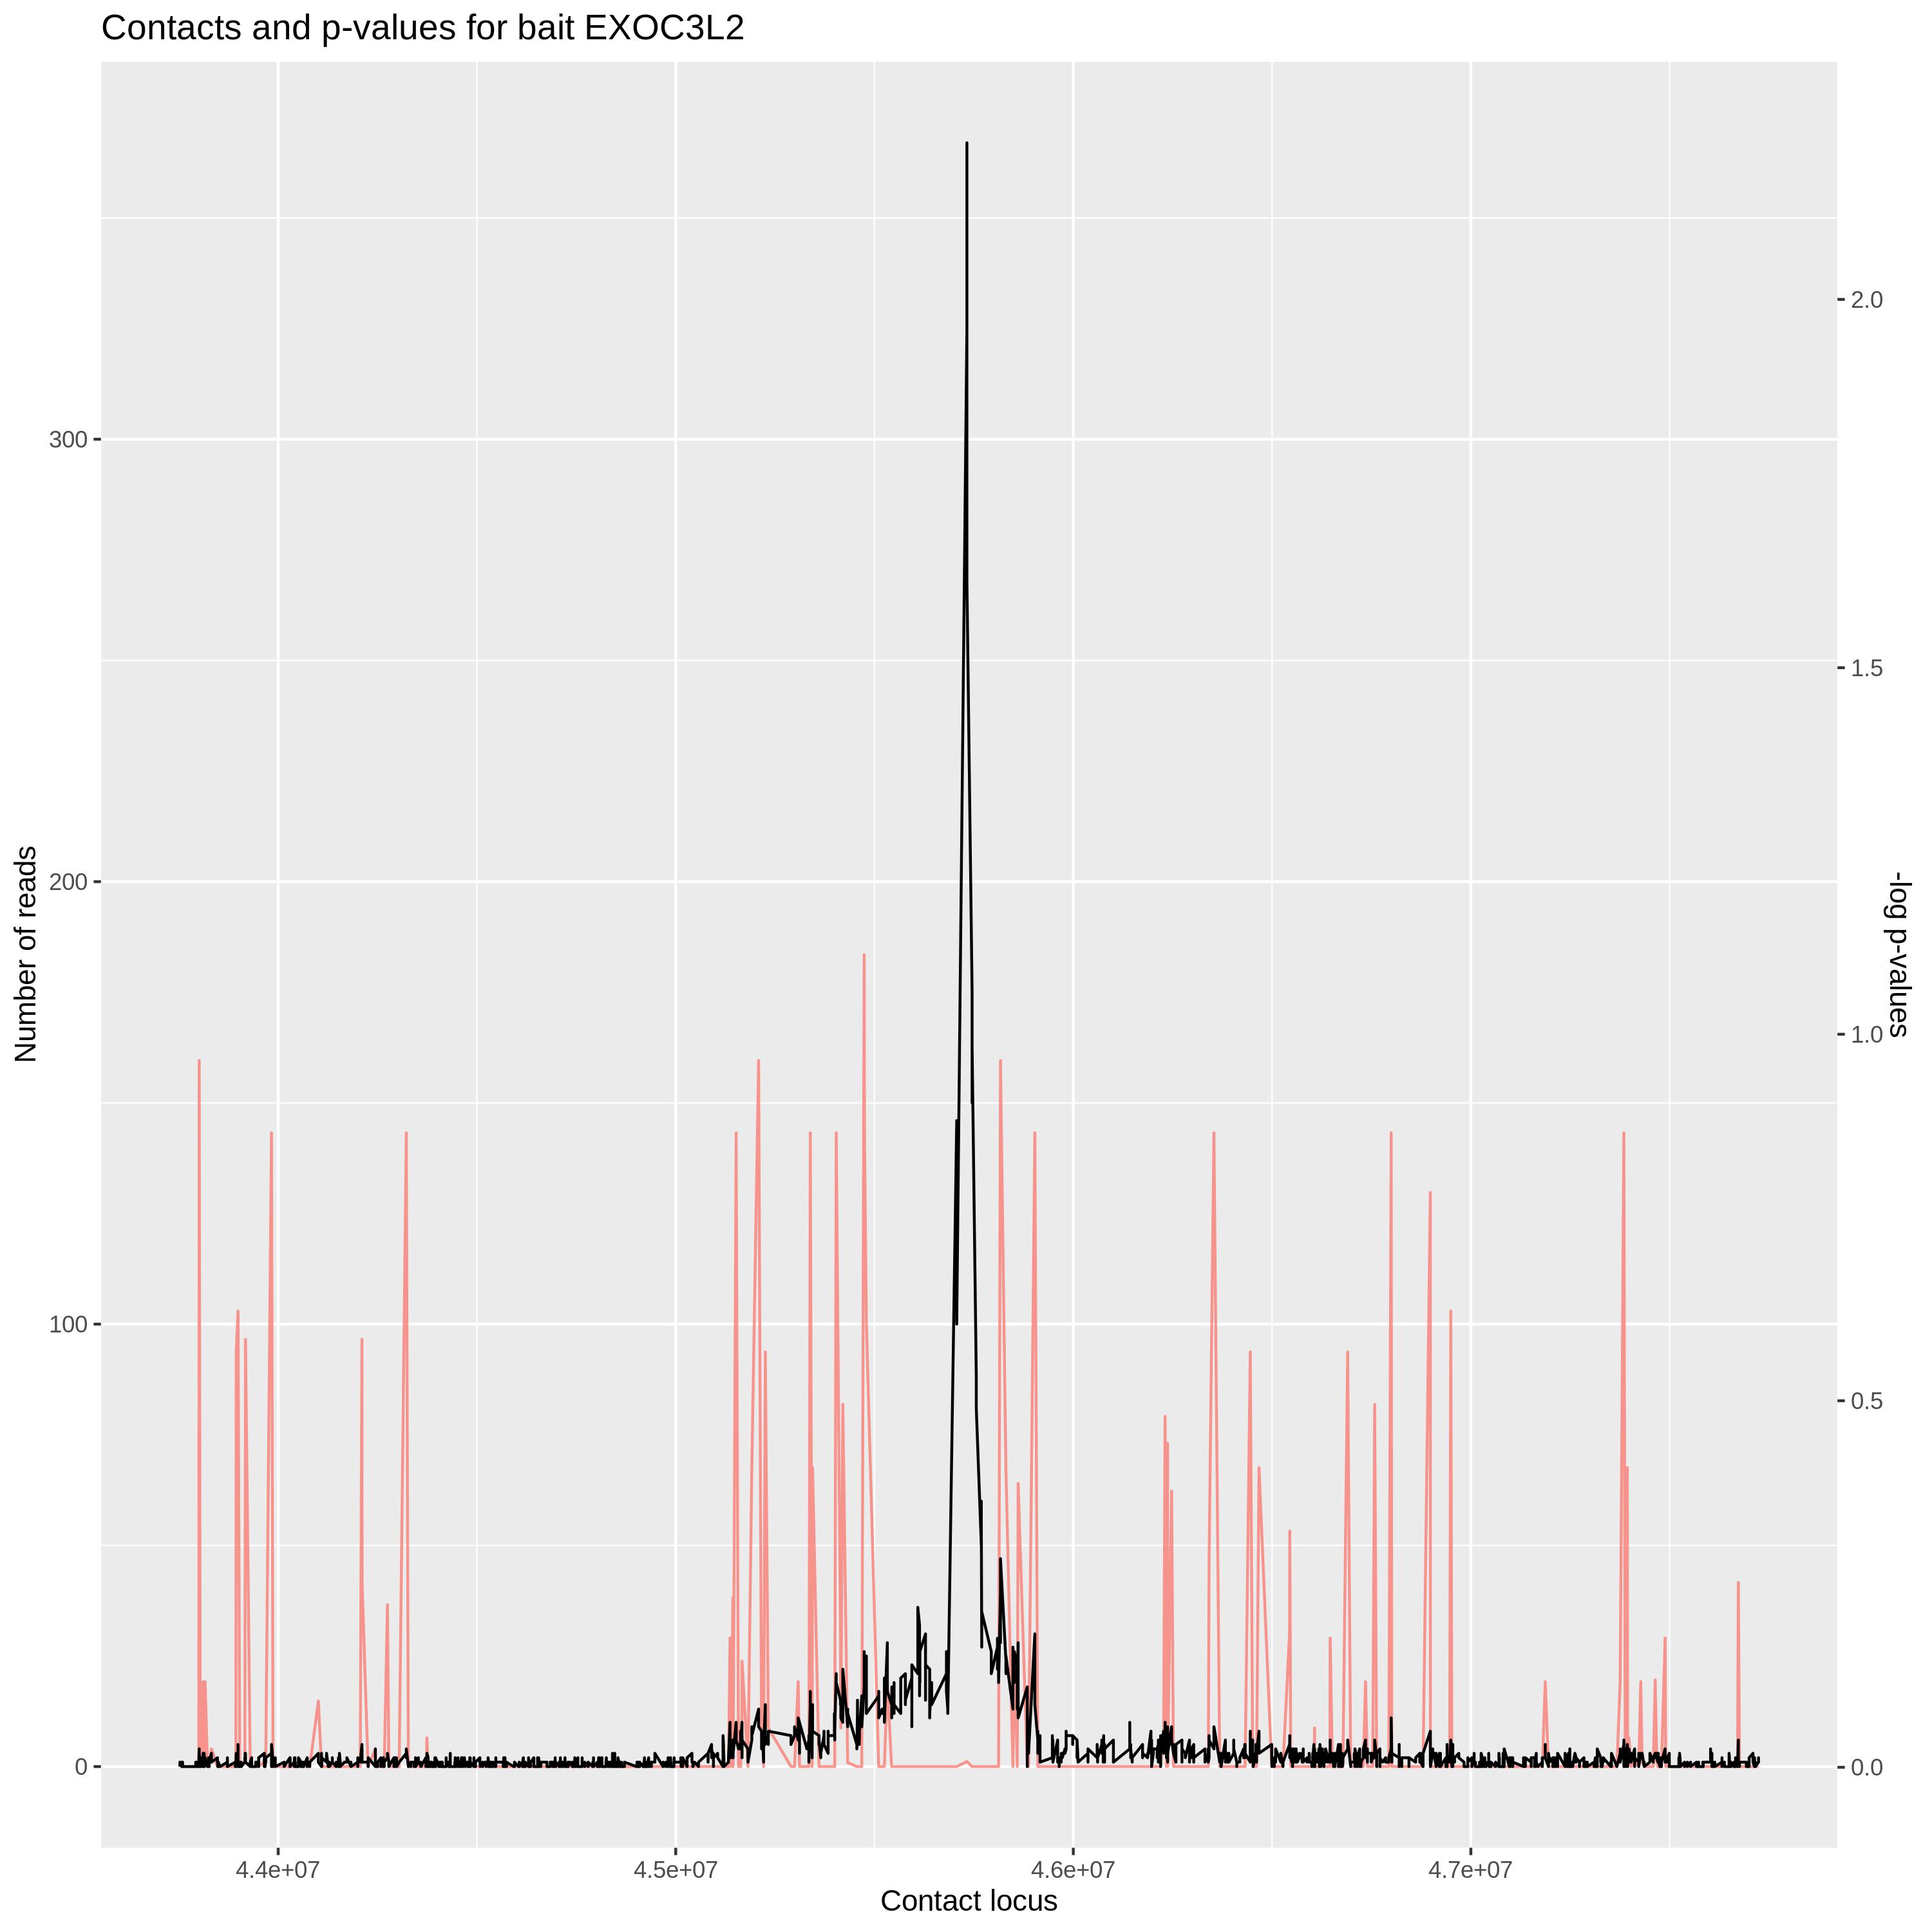 Contacts and p-values for bait EXOC3L2
Number of reads
300
200
100
0
2.0
1.5
1.0
0.5
0.0
-log p-values
4.4e+07 4.5e+07 4.6e+07 4.7e+07
Contact locus